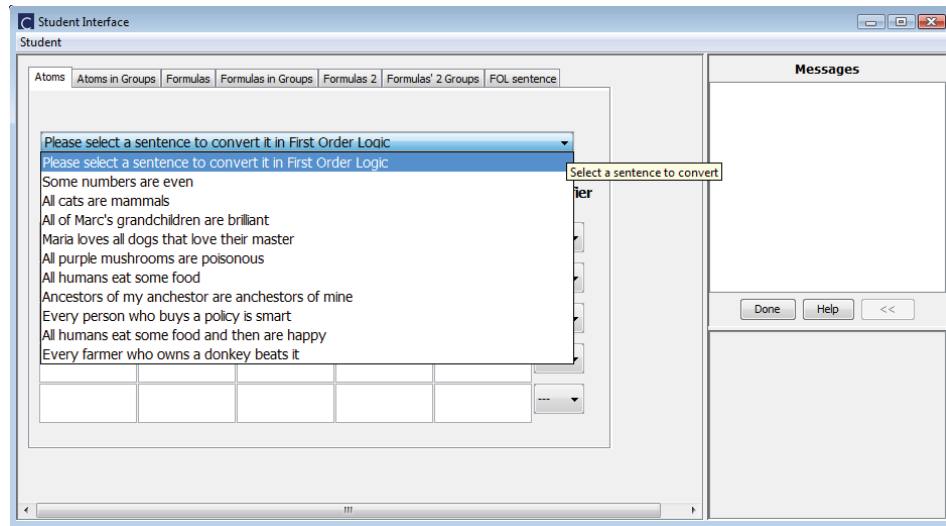 Student Interface
Student
Atoms Atoms in Groups Formulas Formulas in Groups Formulas 2 Formulas' 2 Groups FOL sentence
Please select a sentence to convert it in First Order Logic
Please select a sentence to convert it in First Order Logic
Select a sentence to convert
Some numbers are even
All cats are mammals
fier
All of Marc's grandchildren are brilliant
Maria loves all dogs that love their master
All purple mushrooms are poisonous
All humans eat some food
Ancestors of my anchestor are anchestors of mine
Every person who buys a policy is smart
All humans eat some food and then are happy
Every farmer who owns a donkey beats it
---
Messages
Done Help <<